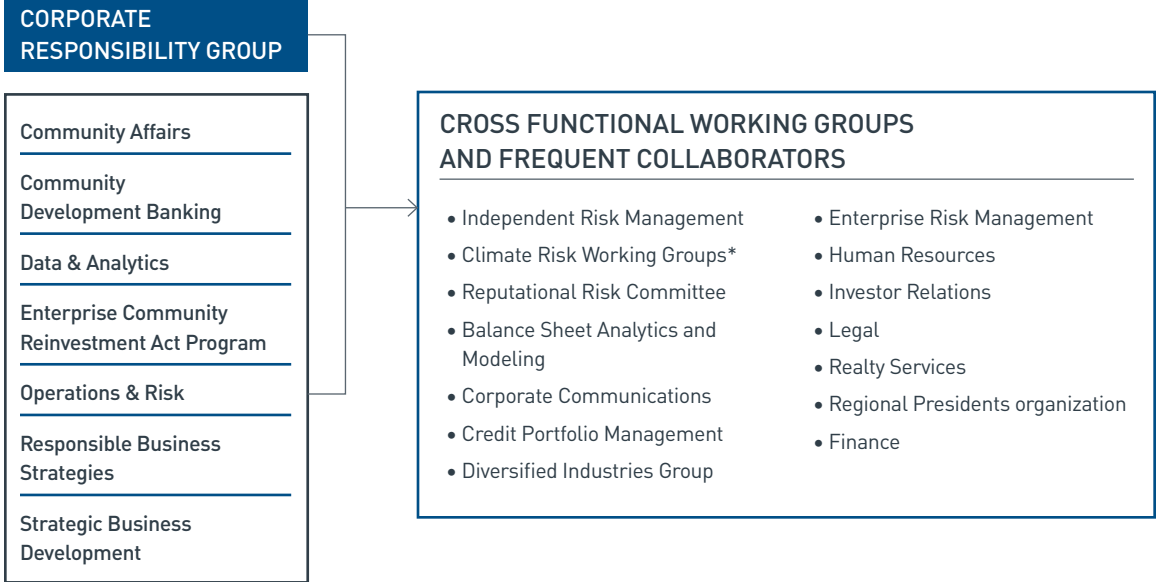 CORPORATE
RESPONSIBILITY GROUP
Community Affairs
Community
Development Banking
Data & Analytics
Enterprise Community
Reinvestment Act Program
Operations & Risk
Responsible Business
Strategies
Strategic Business
Development
CROSS FUNCTIONAL WORKING GROUPS
AND FREQUENT COLLABORATORS
• Independent Risk Management
• Climate Risk Working Groups*
• Reputational Risk Committee
• Balance Sheet Analytics and
Modeling
• Corporate Communications
• Credit Portfolio Management
• Diversified Industries Group
• Enterprise Risk Management
• Human Resources
• Investor Relations
• Legal
• Realty Services
• Regional Presidents organization
• Finance